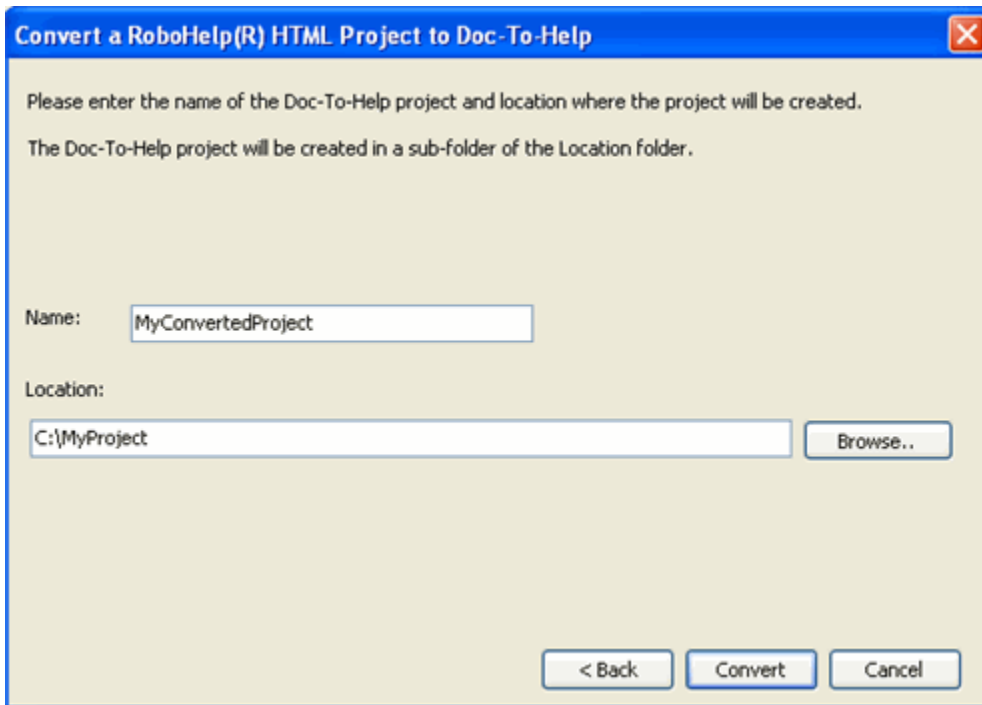 Convert a RoboHelp(R) HTML Project to Doc-To-Help
Please enter the name of the Doc-To-Help project and location where the project will be created.
The Doc-To-Help project will be created in a sub-folder of the Location folder.
Name:
MyConvertedProject
Location:
C:\MyProject
Browse..
< Back
Convert
Cancel